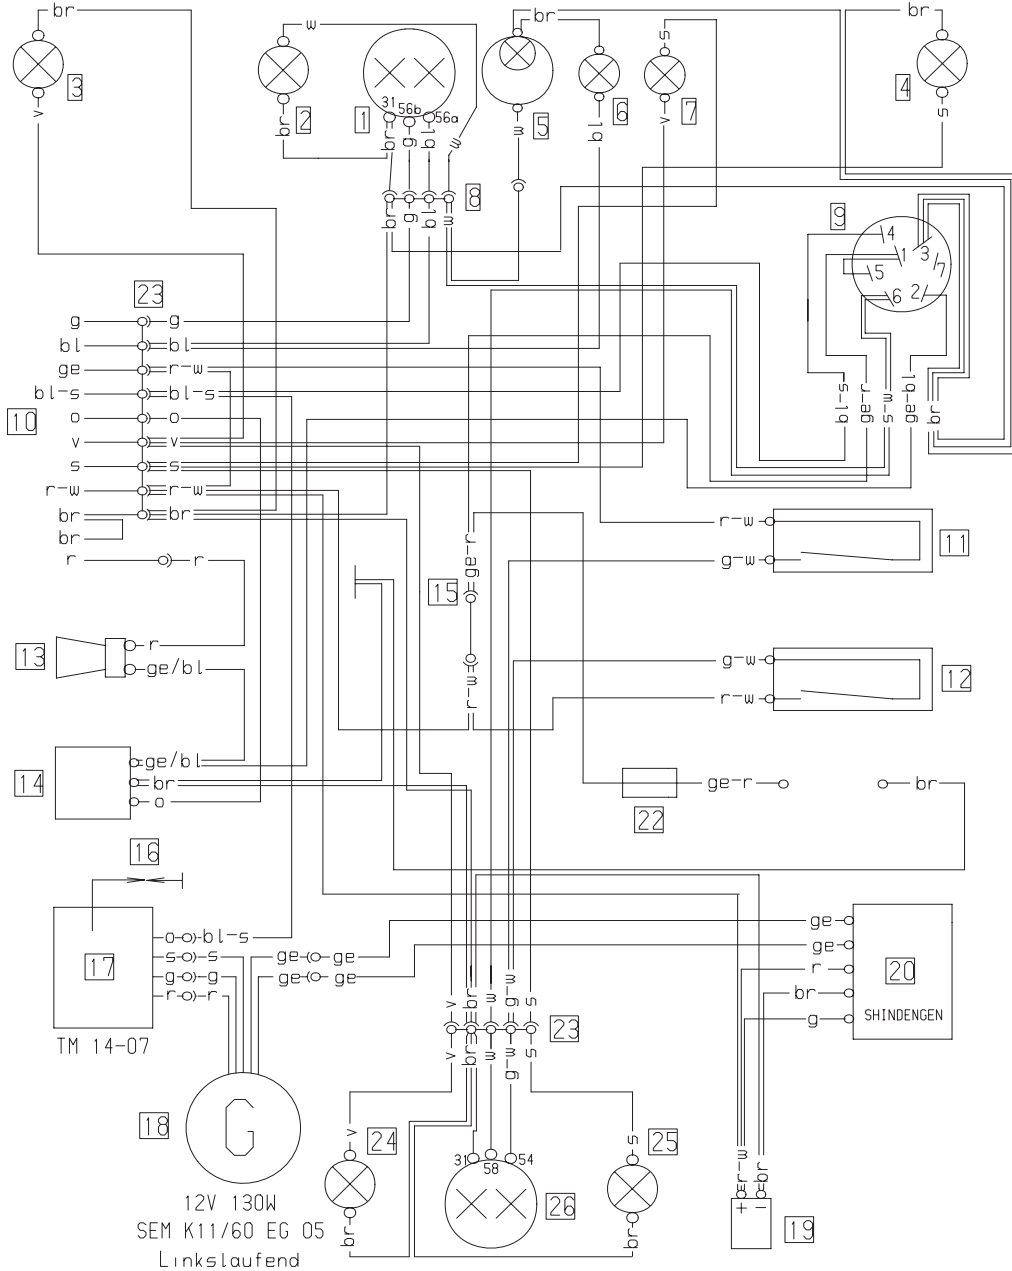 br
br
br
w
s
3
2
1
31
56b
56a
5
6
7
4
v
br
br
g
bl
w
w
bl
v
s
8
br
g
bl
w
9
4
1
3
5
7
6
2
23
g
g
bl
bl
ge
r-w
bl-s
bl-s
10
o
o
v
v
s
s
r-w
r-w
br
br
br
r
r
bl-s
ge-r
s-w
ge-bl
br
r-w
11
g-w
ge-r
15
r-w
13
r
ge/bl
g-w
12
r-w
14
ge/bl
br
o
ge-r
br
22
16
17
o
bl-s
s
s
g
g
r
r
ge
ge
ge
ge
TM 14-07
ge
ge
r
20
br
g
SHINDENGEN
v
br
w
w
g
s
23
v
br
w
w
g
s
18
G
v
24
s
25
31
58
54
26
br
br
r-w
br
+
-
19
12V 130W
SEM K11/60 EG 05
Linkslaufend